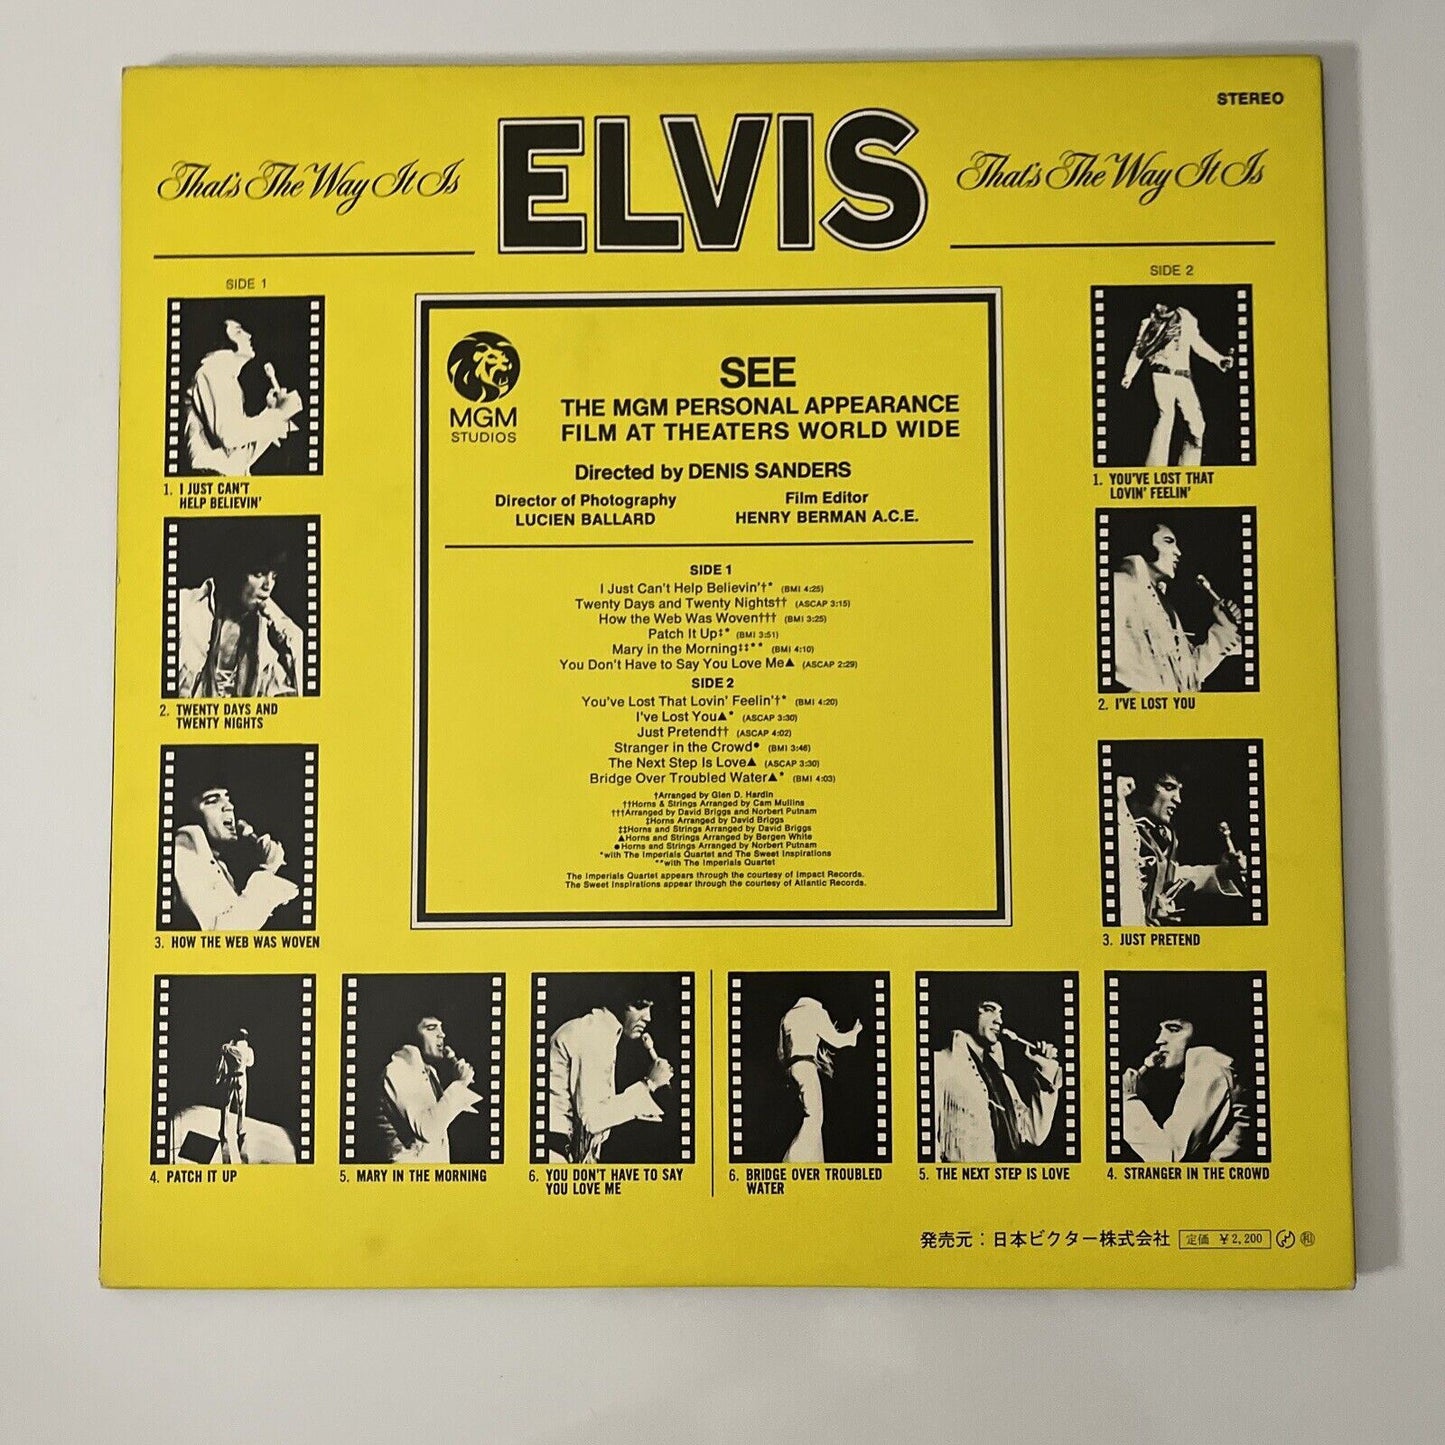 STEREO
That's The Way It Is
ELVIS
That's The Way It Is
SIDE 1
1. I JUST CAN'T
HELP BELIEVIN'
2. TWENTY DAYS AND
TWENTY NIGHTS
3. HOW THE WEB WAS WOVEN
MGM
STUDIOS
SEE
THE MGM PERSONAL APPEARANCE
FILM AT THEATERS WORLD WIDE
Directed by DENIS SANDERS
Director of Photography
LUCIEN BALLARD
Film Editor
HENRY BERMAN A.C.E.
SIDE 1
I Just Can't Help Believin'†* (BMI 4:25)
Twenty Days and Twenty Nights†† (ASCAP 3:15)
How the Web Was Woven††† (BMI 3:25)
Patch It Up‡* (BMI 3:51)
Mary in the Morning‡‡** (BMI 4:10)
You Don't Have to Say You Love Me▲ (ASCAP 2:29)
SIDE 2
You've Lost That Lovin' Feelin'†* (BMI 4:20)
I've Lost You▲* (ASCAP 3:30)
Just Pretend†† (ASCAP 4:02)
Stranger in the Crowd● (BMI 3:46)
The Next Step Is Love▲ (ASCAP 3:30)
Bridge Over Troubled Water▲* (BMI 4:03)
†Arranged by Glen D. Hardin
††Horns & Strings Arranged by Cam Mullins
†††Arranged by David Briggs and Norbert Putnam
‡Horns Arranged by David Briggs
‡‡Horns and Strings Arranged by David Briggs
▲Horns and Strings Arranged by Bergen White
●Horns and Strings Arranged by Norbert Putnam
*with The Imperials Quartet and The Sweet Inspirations
**with The Imperials Quartet
The Imperials Quartet appears through the courtesy of Impact Records.
The Sweet Inspirations appear through the courtesy of Atlantic Records.
SIDE 2
1. YOU'VE LOST THAT
LOVIN' FEELIN'
2. I'VE LOST YOU
3. JUST PRETEND
4. PATCH IT UP
5. MARY IN THE MORNING
6. YOU DON'T HAVE TO SAY
YOU LOVE ME
6. BRIDGE OVER TROUBLED
WATER
5. THE NEXT STEP IS LOVE
4. STRANGER IN THE CROWD
発売元：日本ビクター株式会社 定価 ¥2,200